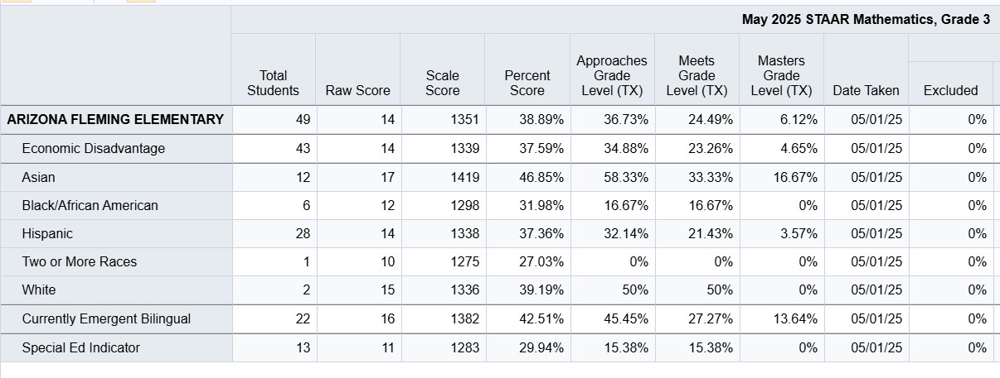 May 2025 STAAR Mathematics, Grade 3
Total Students Raw Score Scale Score Percent Score Approaches Grade Level (TX) Meets Grade Level (TX) Masters Grade Level (TX) Date Taken Excluded
ARIZONA FLEMING ELEMENTARY 49 14 1351 38.89% 36.73% 24.49% 6.12% 05/01/25 0%
Economic Disadvantage 43 14 1339 37.59% 34.88% 23.26% 4.65% 05/01/25 0%
Asian 12 17 1419 46.85% 58.33% 33.33% 16.67% 05/01/25 0%
Black/African American 6 12 1298 31.98% 16.67% 16.67% 0% 05/01/25 0%
Hispanic 28 14 1338 37.36% 32.14% 21.43% 3.57% 05/01/25 0%
Two or More Races 1 10 1275 27.03% 0% 0% 0% 05/01/25 0%
White 2 15 1336 39.19% 50% 50% 0% 05/01/25 0%
Currently Emergent Bilingual 22 16 1382 42.51% 45.45% 27.27% 13.64% 05/01/25 0%
Special Ed Indicator 13 11 1283 29.94% 15.38% 15.38% 0% 05/01/25 0%